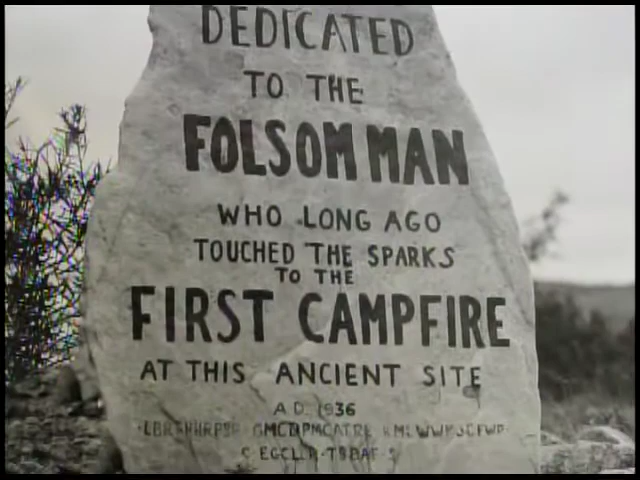 DEDICATED
TO THE
FOLSOM MAN
WHO LONG AGO
TOUCHED THE SPARKS
TO THE
FIRST CAMPFIRE
AT THIS ANCIENT SITE
A.D. 1936